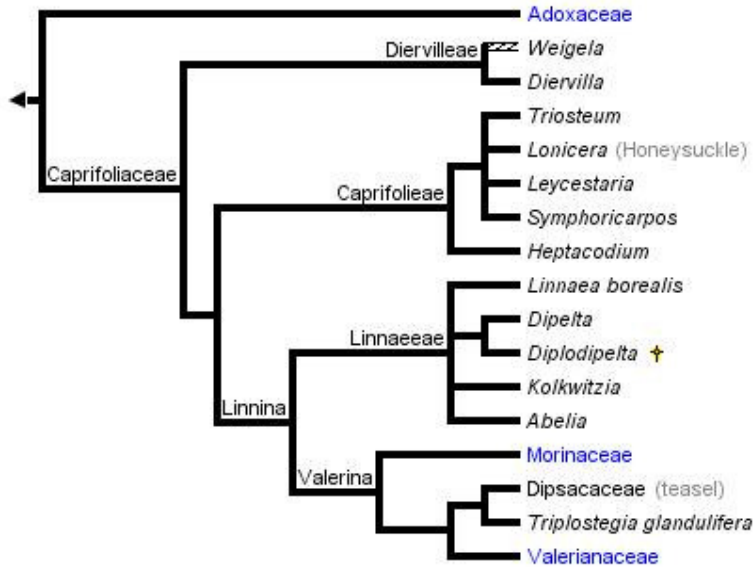 Adoxaceae
Diervilleae
Weigela
Diervilla
Triosteum
Lonicera (Honeysuckle)
Caprifoliaceae
Leycestaria
Caprifolieae
Symphoricarpos
Heptacodium
Linnaea borealis
Dipelta
Linnaeeae
Diplodipelta
Kolkwitzia
Linnina
Abelia
Morinaceae
Valerina
Dipsacaceae (teasel)
Triplostegia glandulifera
Valerianaceae